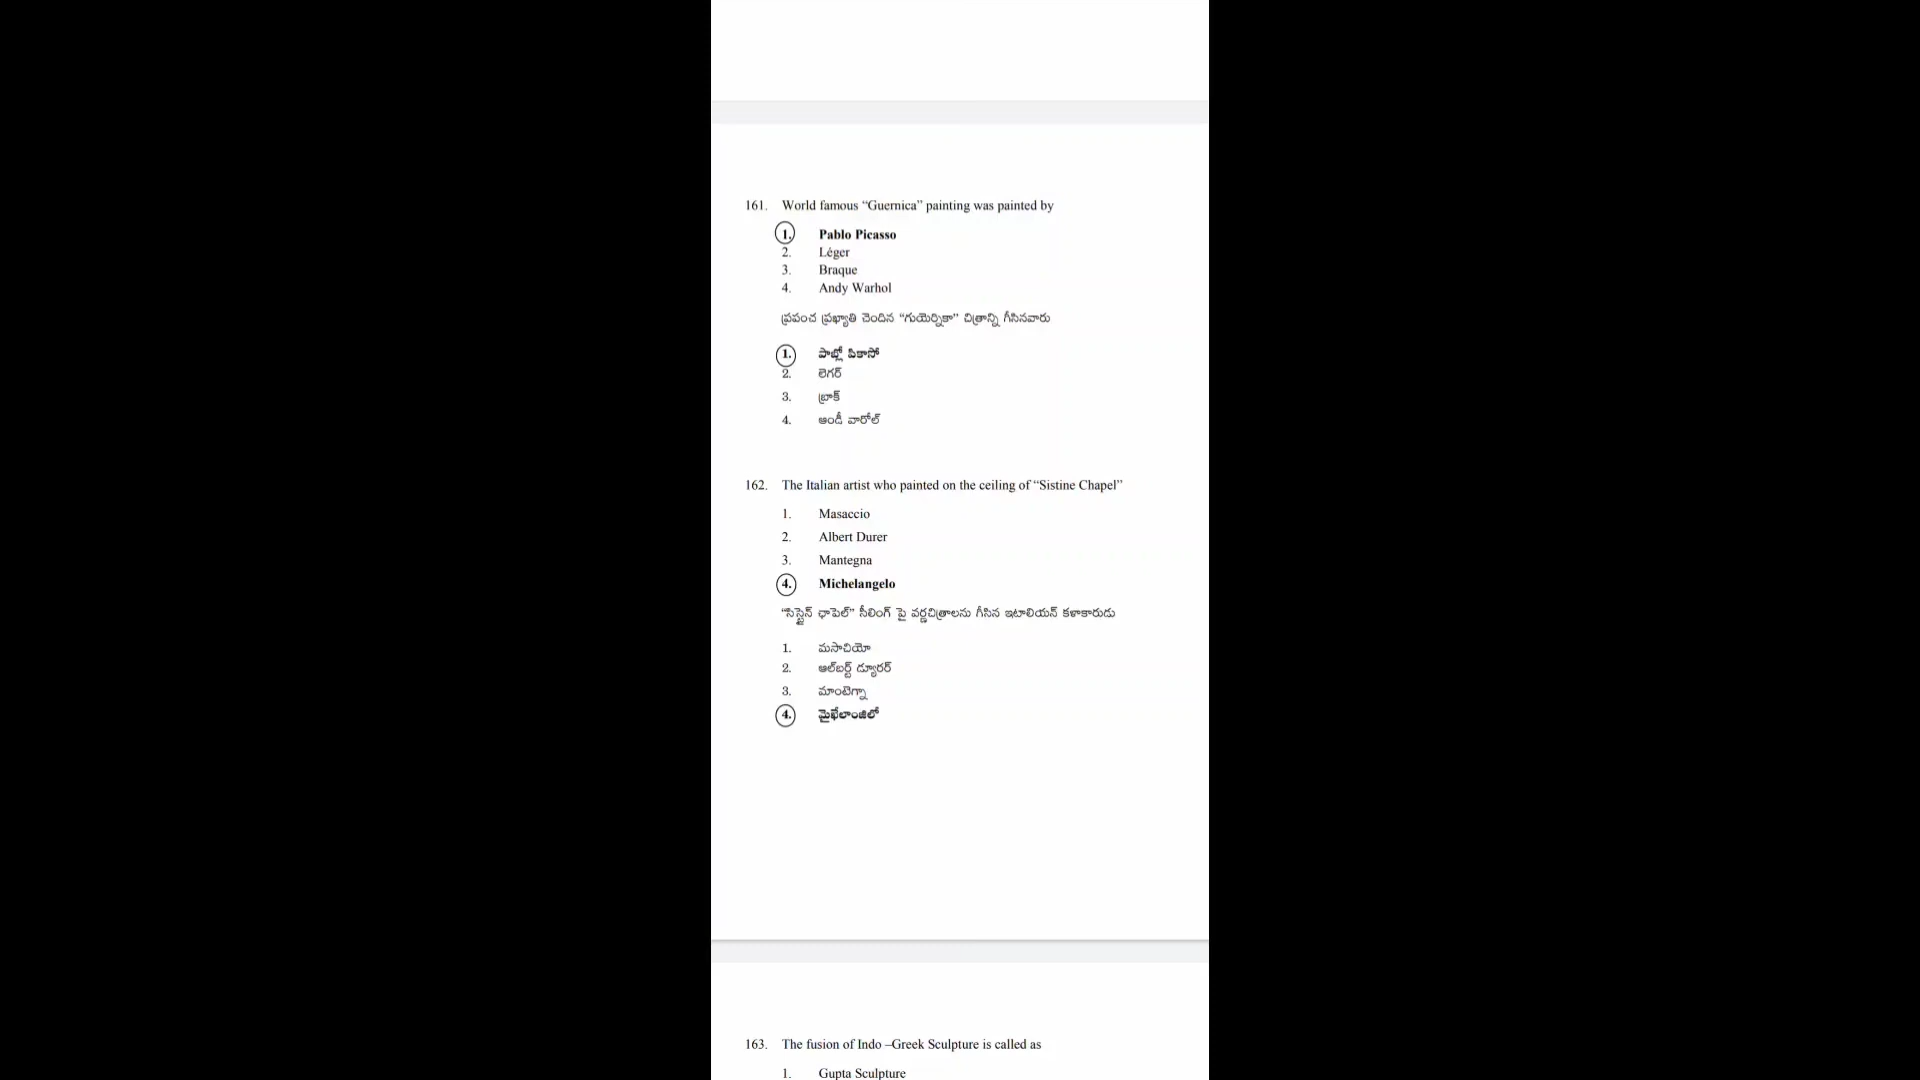 161. World famous “Guernica” painting was painted by
1. Pablo Picasso
2. Léger
3. Braque
4. Andy Warhol
ప్రపంచ ప్రఖ్యాతి చెందిన “గుయెర్నికా” చిత్రాన్ని గీసినవారు
1. పాబ్లో పికాసో
2. లెగర్
3. బ్రాక్
4. ఆండీ వారోల్
162. The Italian artist who painted on the ceiling of “Sistine Chapel”
1. Masaccio
2. Albert Durer
3. Mantegna
4. Michelangelo
“సిస్టైన్ ఛాపెల్” సీలింగ్ పై వర్ణచిత్రాలను గీసిన ఇటాలియన్ కళాకారుడు
1. మసాచియో
2. ఆల్‌బర్ట్ డ్యూరర్
3. మాంటెగ్నా
4. మైఖేలాంజిలో
163. The fusion of Indo –Greek Sculpture is called as
1. Gupta Sculpture